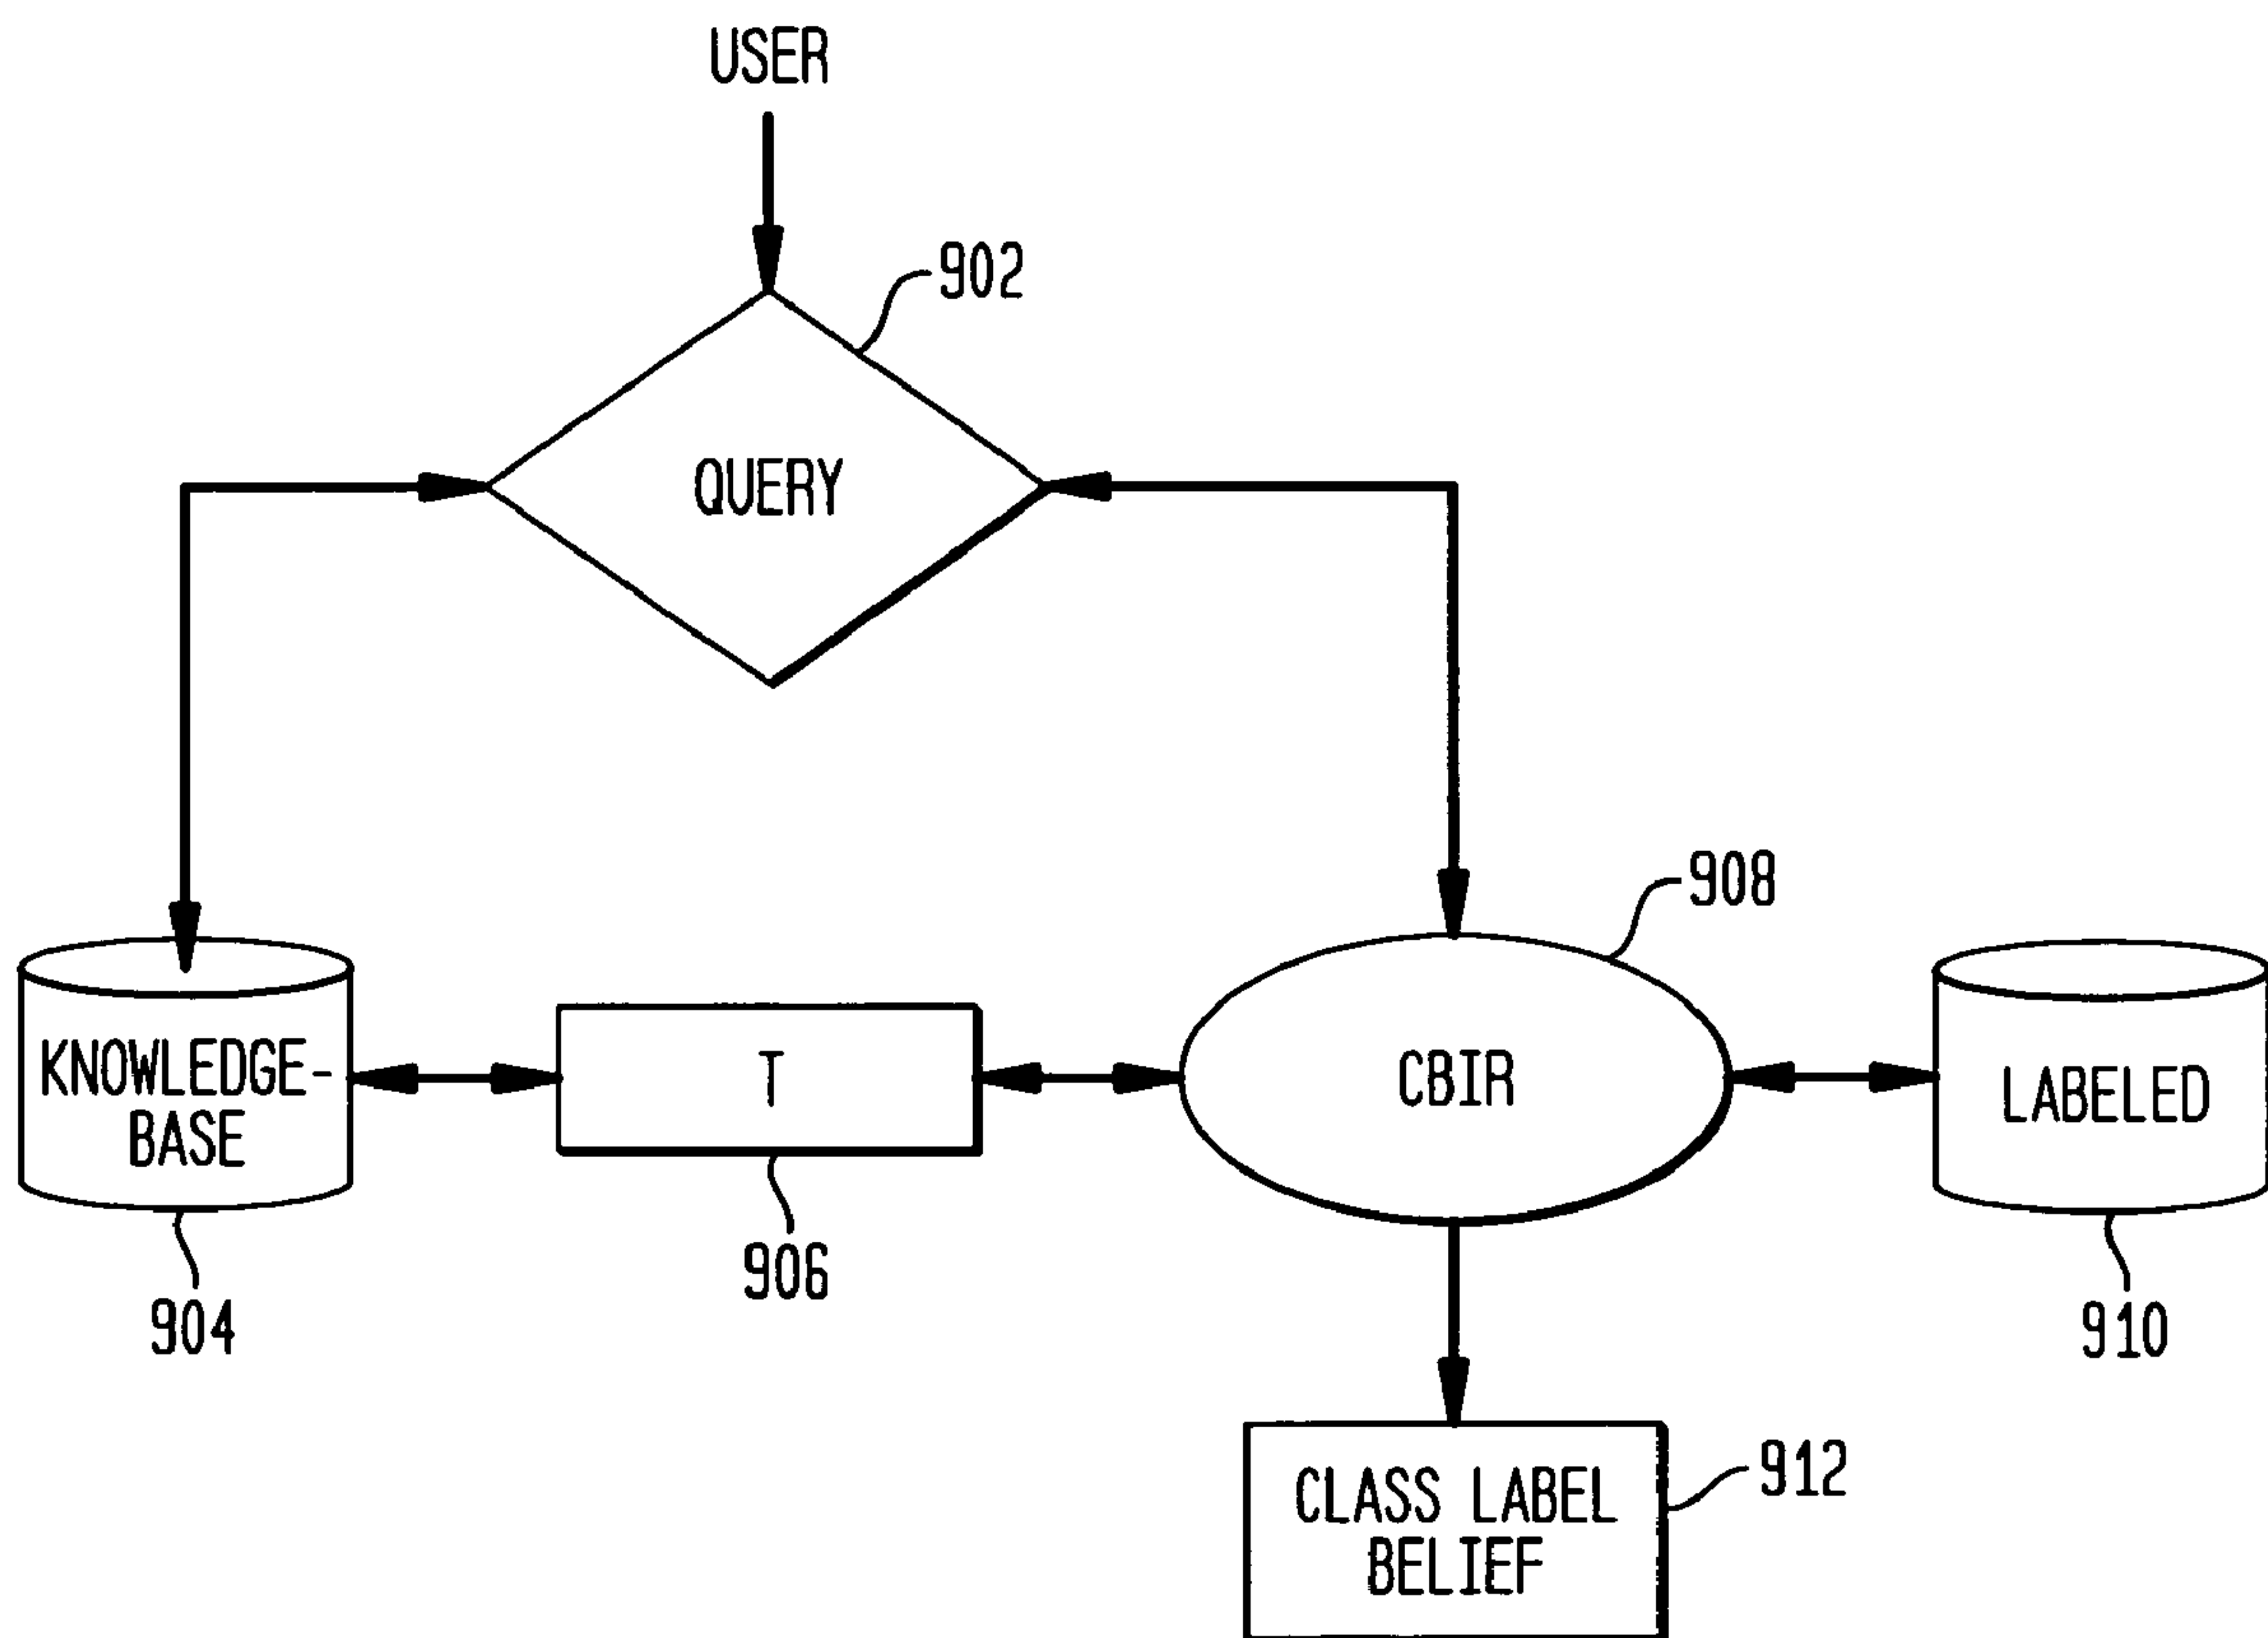 USER
902
QUERY
908
KNOWLEDGE-
BASE
T
CBIR
LABELED
906
904
910
CLASS LABEL
BELIEF
912